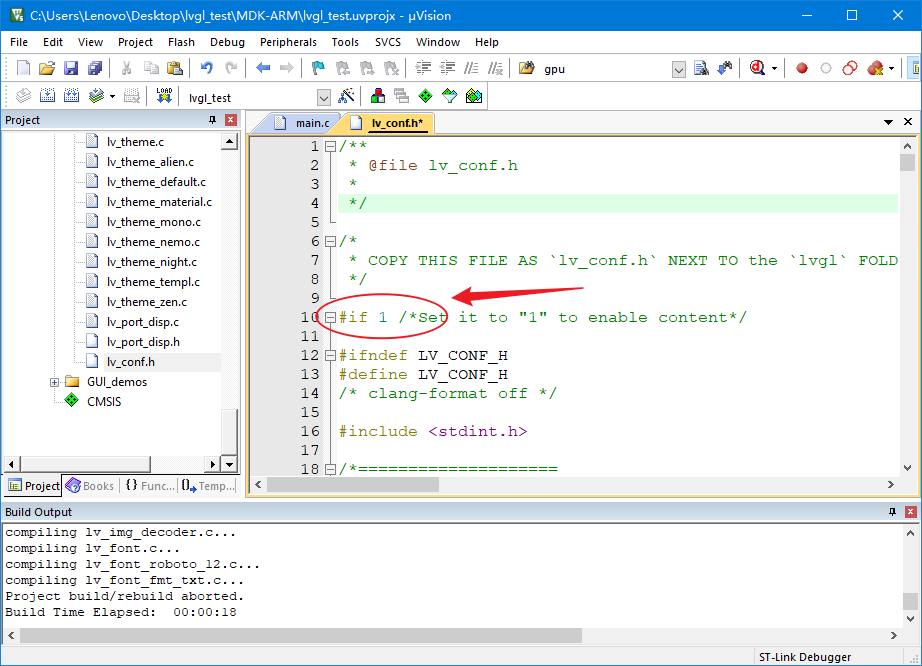 C:\Users\Lenovo\Desktop\lvgl_test\MDK-ARM\lvgl_test.uvprojx - µVision
File Edit View Project Flash Debug Peripherals Tools SVCS Window Help
gpu
LOAD lvgl_test
Project
lv_theme.c
lv_theme_alien.c
lv_theme_default.c
lv_theme_material.c
lv_theme_mono.c
lv_theme_nemo.c
lv_theme_night.c
lv_theme_templ.c
lv_theme_zen.c
lv_port_disp.c
lv_port_disp.h
lv_conf.h
GUI_demos
CMSIS
Project Books {} Func... Temp...
main.c lv_conf.h*
1 /**
2 * @file lv_conf.h
3 *
4 */
5
6 /*
7 * COPY THIS FILE AS `lv_conf.h` NEXT TO the `lvgl` FOLD
8 */
9
10 #if 1 /*Set it to "1" to enable content*/
11
12 #ifndef LV_CONF_H
13 #define LV_CONF_H
14 /* clang-format off */
15
16 #include <stdint.h>
17
18 /*====================
Build Output
compiling lv_img_decoder.c...
compiling lv_font.c...
compiling lv_font_roboto_12.c...
compiling lv_font_fmt_txt.c...
Project build/rebuild aborted.
Build Time Elapsed:  00:00:18
ST-Link Debugger